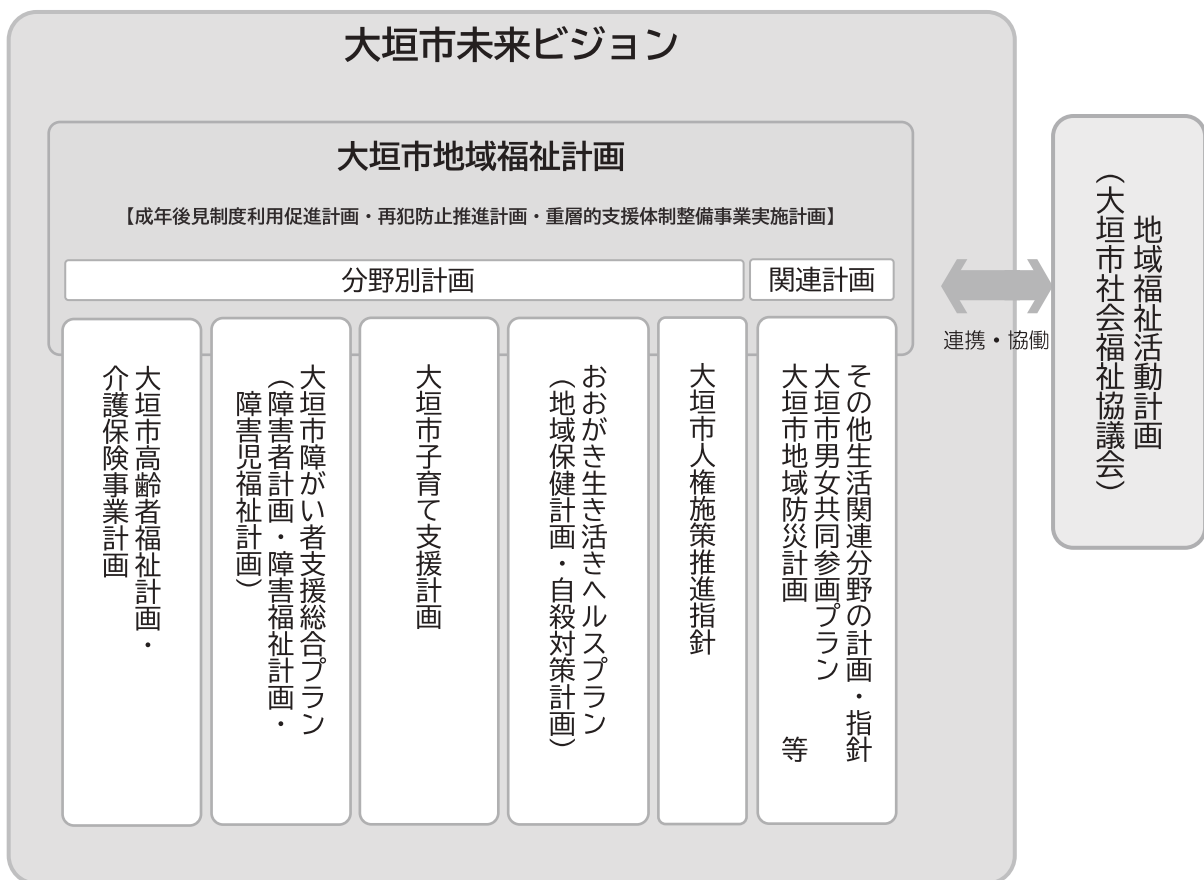 大垣市未来ビジョン
大垣市地域福祉計画
【成年後見制度利用促進計画・再犯防止推進計画・重層的支援体制整備事業実施計画】
分野別計画
関連計画
大垣市高齢者福祉計画・
介護保険事業計画
大垣市障がい者支援総合プラン
（障害者計画・障害福祉計画・
障害児福祉計画）
大垣市子育て支援計画
おおがき生き活きヘルスプラン
（地域保健計画・自殺対策計画）
大垣市人権施策推進指針
その他生活関連分野の計画・指針
大垣市男女共同参画プラン
大垣市地域防災計画　等
連携・協働
地域福祉活動計画
（大垣市社会福祉協議会）